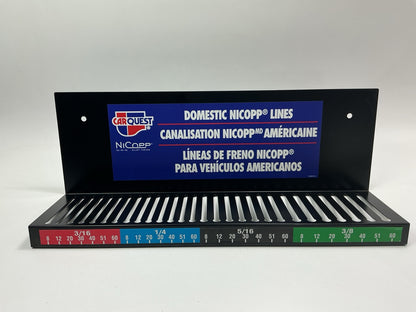 CARQUEST®
NiCOPP
DOMESTIC NICOPP® LINES
CANALISATION NICOPP MD AMÉRICAINE
LÍNEAS DE FRENO NICOPP®
PARA VEHÍCULOS AMERICANOS
3/16 1/4 5/16 3/8
8 12 20 30 40 51 60 8 12 20 30 40 51 60 8 12 20 30 40 51 60 8 12 20 30 40 51 60